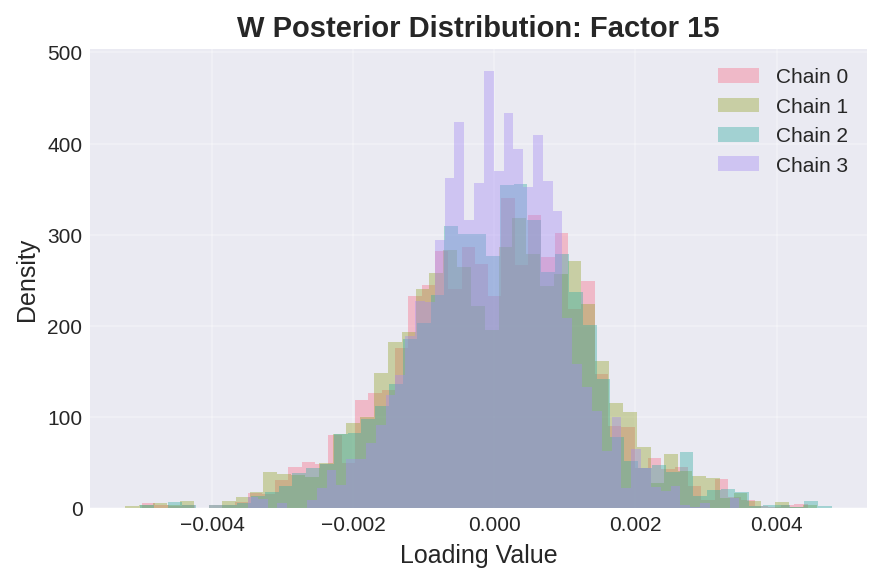 W Posterior Distribution: Factor 15
500
400
300
200
100
0
Density
−0.004
−0.002
0.000
0.002
0.004
Loading Value
Chain 0
Chain 1
Chain 2
Chain 3